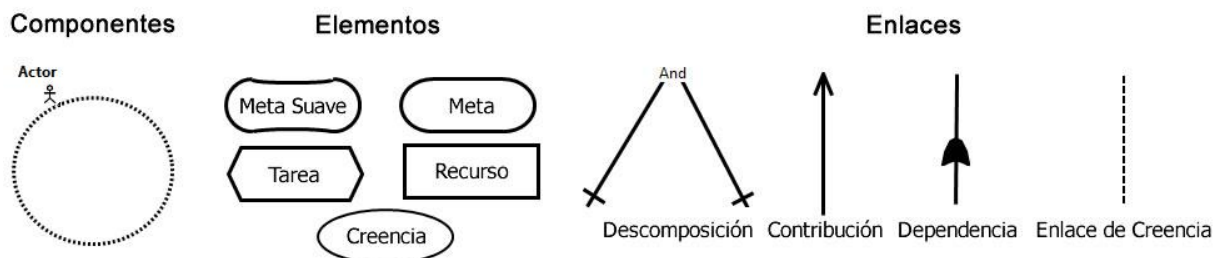 Componentes
Elementos
Enlaces
Actor
Meta Suave
Meta
Tarea
Recurso
Creencia
And
Descomposición
Contribución
Dependencia
Enlace de Creencia